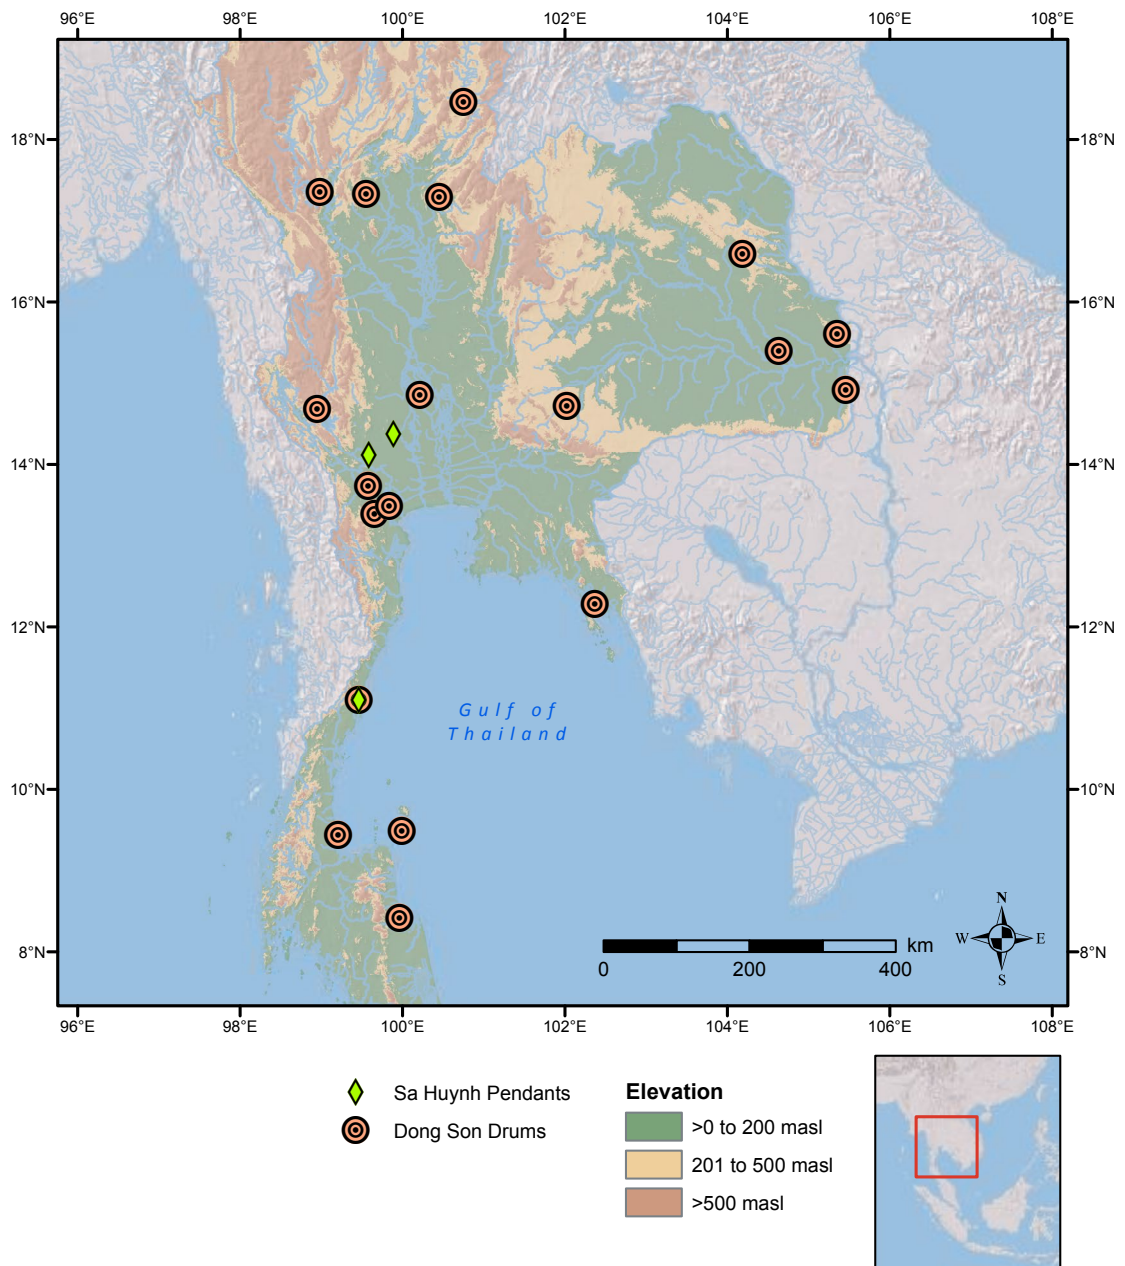 96°E 98°E 100°E 102°E 104°E 106°E 108°E
18°N 18°N
16°N 16°N
14°N 14°N
12°N 12°N
Gulf of
Thailand
10°N 10°N
N
W E
S
km
8°N 8°N
0 200 400
96°E 98°E 100°E 102°E 104°E 106°E 108°E
Sa Huynh Pendants
Dong Son Drums
Elevation
>0 to 200 masl
201 to 500 masl
>500 masl